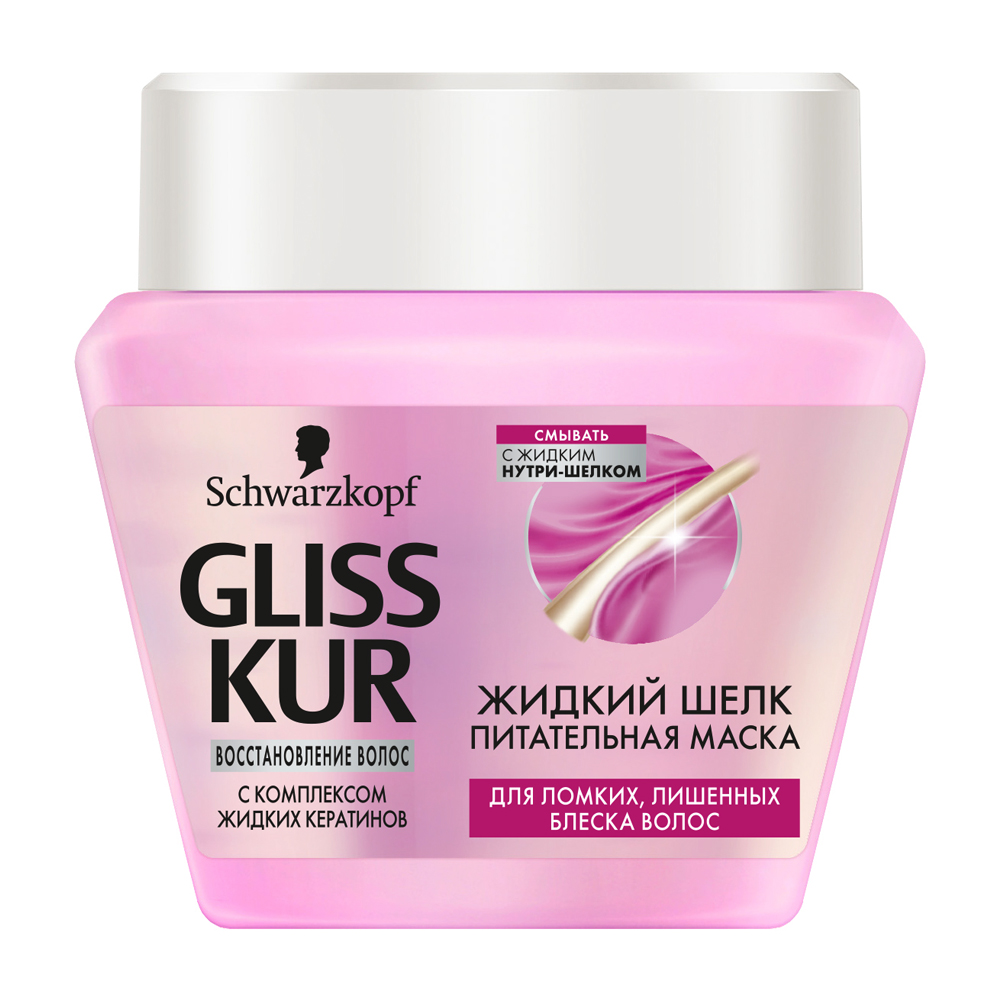 Schwarzkopf
GLISS
KUR
ВОССТАНОВЛЕНИЕ ВОЛОС
С КОМПЛЕКСОМ
ЖИДКИХ КЕРАТИНОВ
СМЫВАТЬ
С ЖИДКИМ
НУТРИ-ШЕЛКОМ
ЖИДКИЙ ШЕЛК
ПИТАТЕЛЬНАЯ МАСКА
ДЛЯ ЛОМКИХ, ЛИШЕННЫХ
БЛЕСКА ВОЛОС